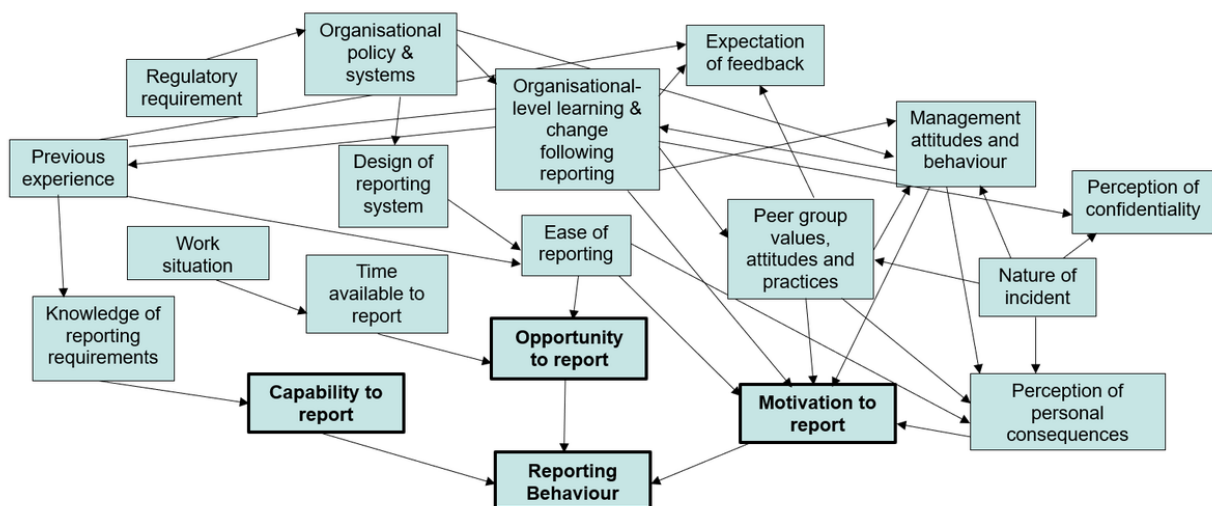 Organisational
policy &
systems
Expectation
of feedback
Regulatory
requirement
Organisational-
level learning &
change
following
reporting
Management
attitudes and
behaviour
Previous
experience
Design of
reporting
system
Perception of
confidentiality
Peer group
values,
attitudes and
practices
Ease of
reporting
Work
situation
Time
available to
report
Nature of
incident
Knowledge of
reporting
requirements
Opportunity
to report
Capability to
report
Motivation to
report
Perception of
personal
consequences
Reporting
Behaviour